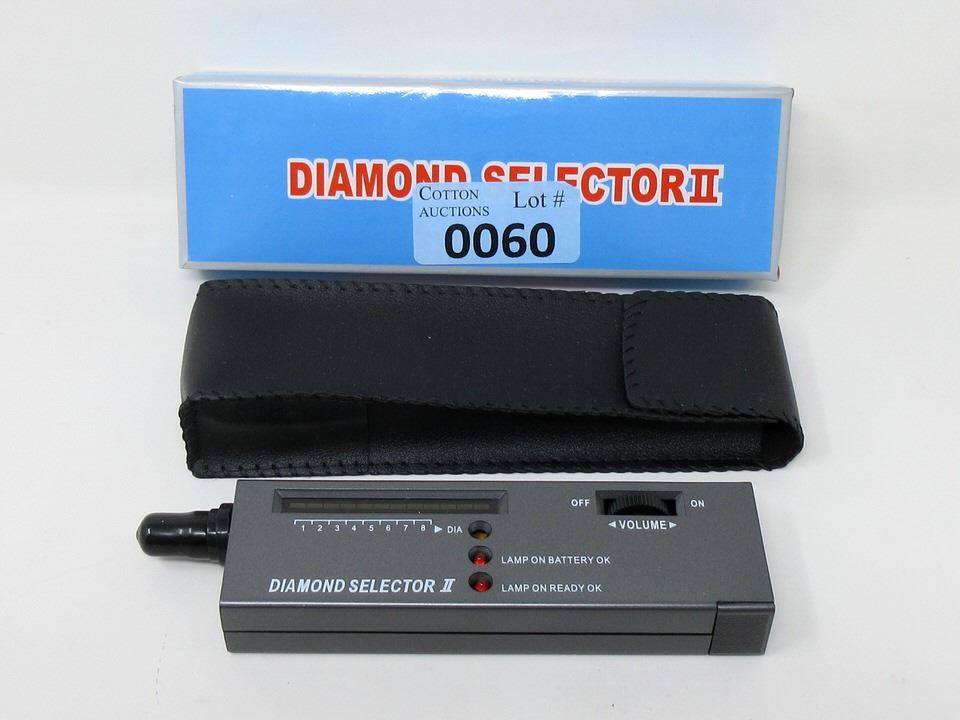 DIAMOND SELECTOR II
COTTON AUCTIONS Lot #
0060
OFF ON
◄VOLUME►
1 2 3 4 5 6 7 8 ► DIA
LAMP ON BATTERY OK
DIAMOND SELECTOR II
LAMP ON READY OK